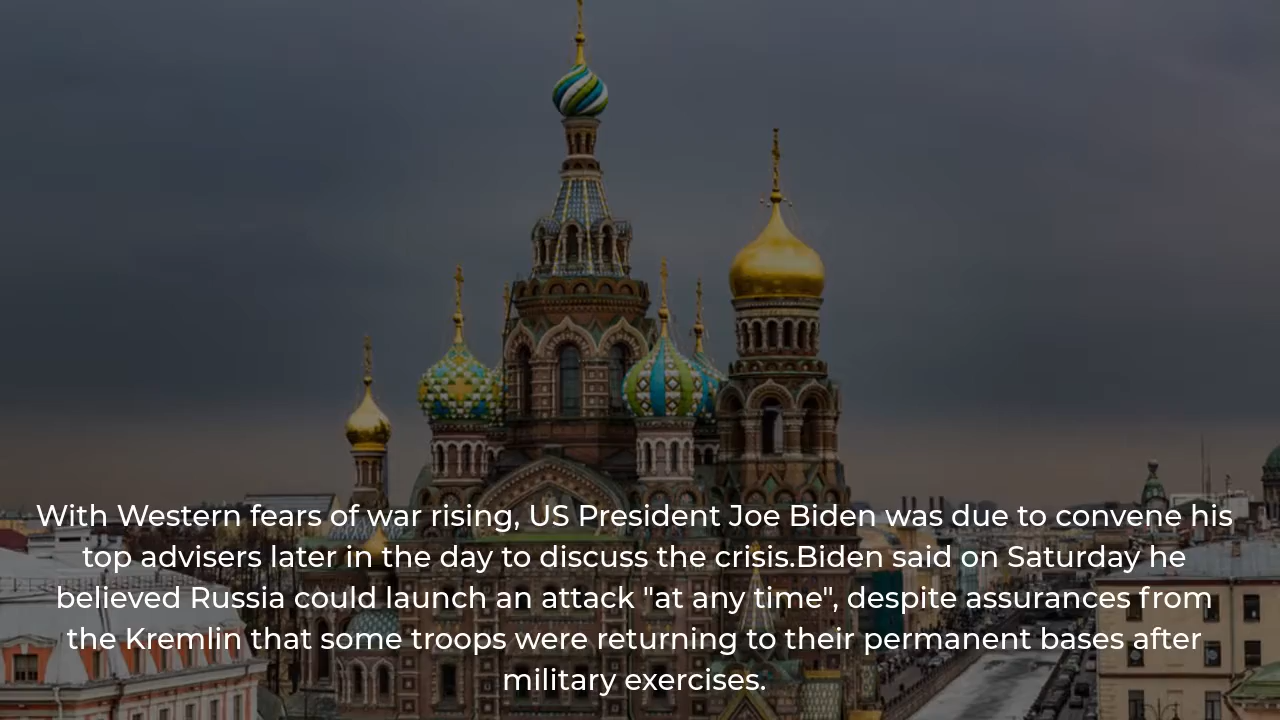 With Western fears of war rising, US President Joe Biden was due to convene his
top advisers later in the day to discuss the crisis.Biden said on Saturday he
believed Russia could launch an attack "at any time", despite assurances from
the Kremlin that some troops were returning to their permanent bases after
military exercises.